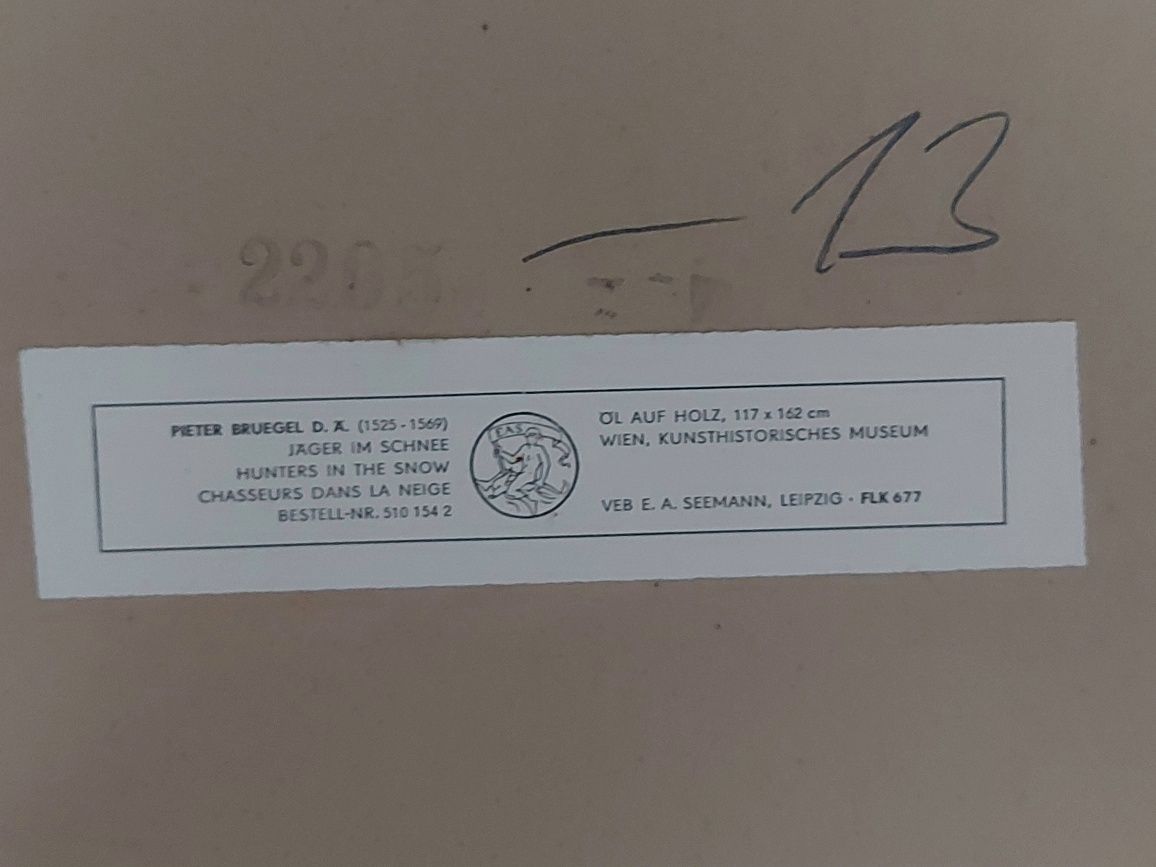 13
PIETER BRUEGEL D. Ä. (1525 - 1569)
JÄGER IM SCHNEE
HUNTERS IN THE SNOW
CHASSEURS DANS LA NEIGE
BESTELL-NR. 510 154 2
EAS
ÖL AUF HOLZ, 117 x 162 cm
WIEN, KUNSTHISTORISCHES MUSEUM
VEB E. A. SEEMANN, LEIPZIG · FLK 677